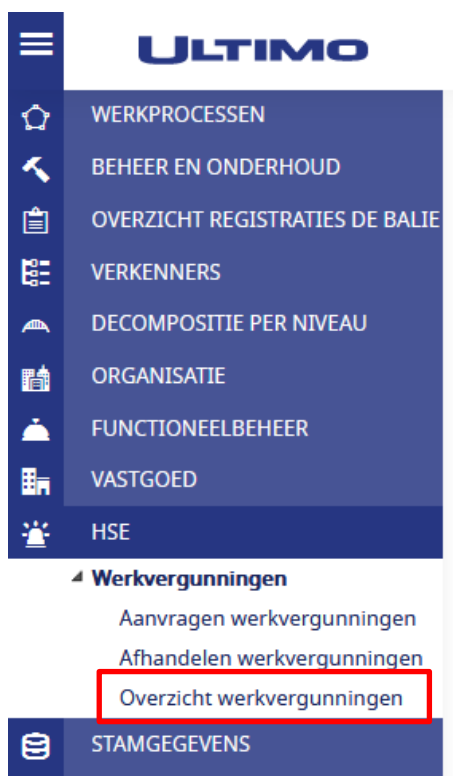 ULTIMO
WERKPROCESSEN
BEHEER EN ONDERHOUD
OVERZICHT REGISTRATIES DE BALIE
VERKENNERS
DECOMPOSITIE PER NIVEAU
ORGANISATIE
FUNCTIONEELBEHEER
VASTGOED
HSE
Werkvergunningen
Aanvragen werkvergunningen
Afhandelen werkvergunningen
Overzicht werkvergunningen
STAMGEGEVENS